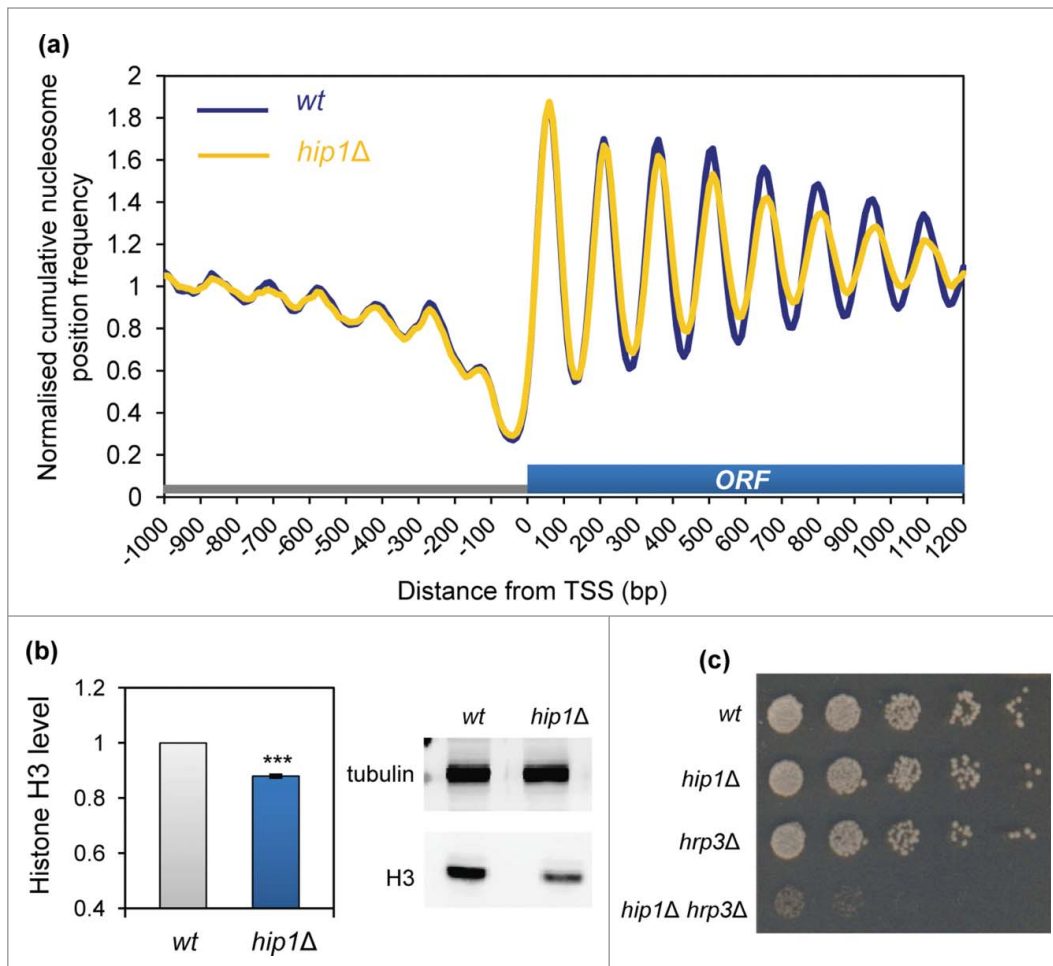 (a)
Normalised cumulative nucleosome
position frequency
2
1.8
1.6
1.4
1.2
1
0.8
0.6
0.4
0.2
0
wt
hip1Δ
ORF
-1000
-900
-800
-700
-600
-500
-400
-300
-200
-100
0
100
200
300
400
500
600
700
800
900
1000
1100
1200
Distance from TSS (bp)
(b)
Histone H3 level
1.2
1
0.8
0.6
0.4
***
wt
hip1Δ
wt hip1Δ
tubulin
H3
(c)
wt
hip1Δ
hrp3Δ
hip1Δ hrp3Δ